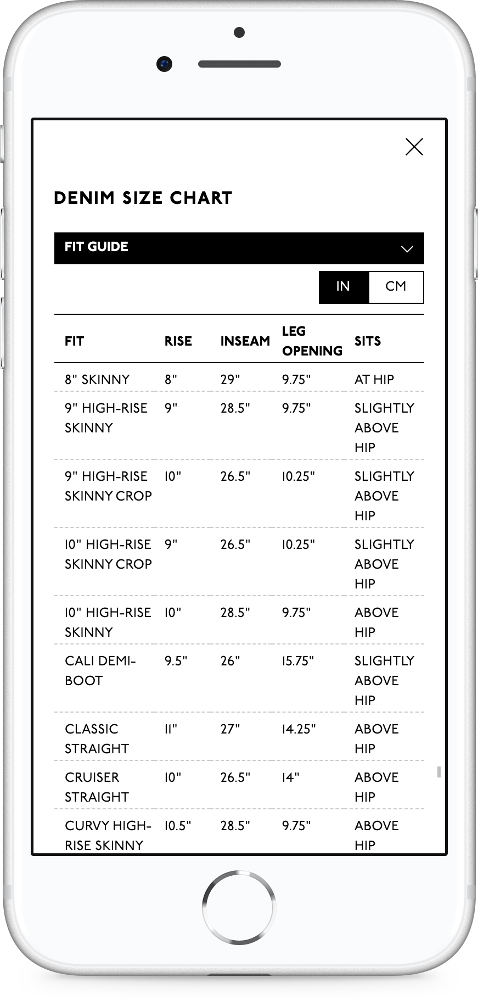 DENIM SIZE CHART
FIT GUIDE
IN CM
FIT RISE INSEAM LEG OPENING SITS
8" SKINNY 8" 29" 9.75" AT HIP
9" HIGH-RISE 9" 28.5" 9.75" SLIGHTLY
SKINNY ABOVE
HIP
9" HIGH-RISE 10" 26.5" 10.25" SLIGHTLY
SKINNY CROP ABOVE
HIP
10" HIGH-RISE 9" 26.5" 10.25" SLIGHTLY
SKINNY CROP ABOVE
HIP
10" HIGH-RISE 10" 28.5" 9.75" ABOVE
SKINNY HIP
CALI DEMI- 9.5" 26" 15.75" SLIGHTLY
BOOT ABOVE
HIP
CLASSIC 11" 27" 14.25" ABOVE
STRAIGHT HIP
CRUISER 10" 26.5" 14" ABOVE
STRAIGHT HIP
CURVY HIGH- 10.5" 28.5" 9.75" ABOVE
RISE SKINNY HIP